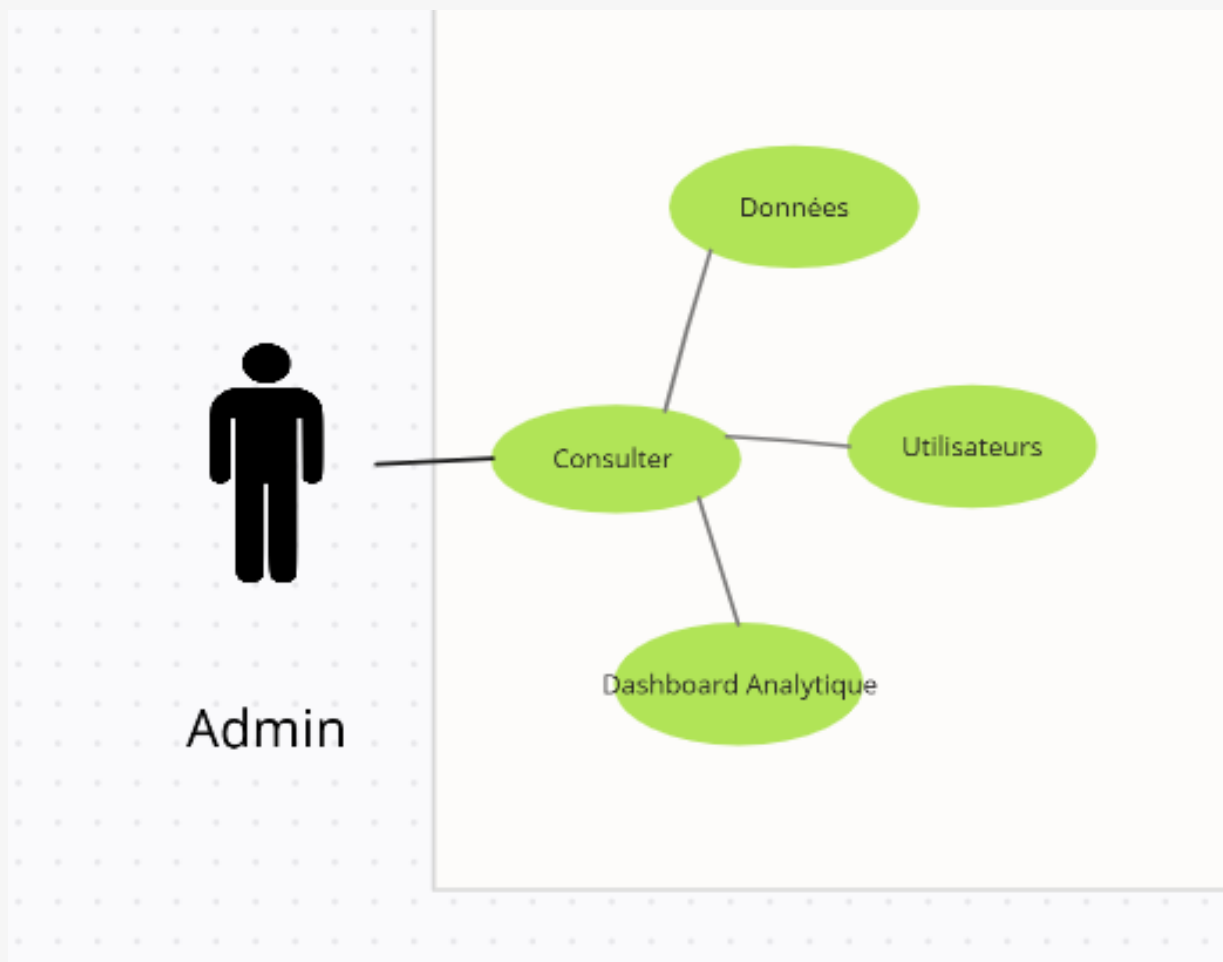 Données
Consulter
Utilisateurs
Dashboard Analytique
Admin